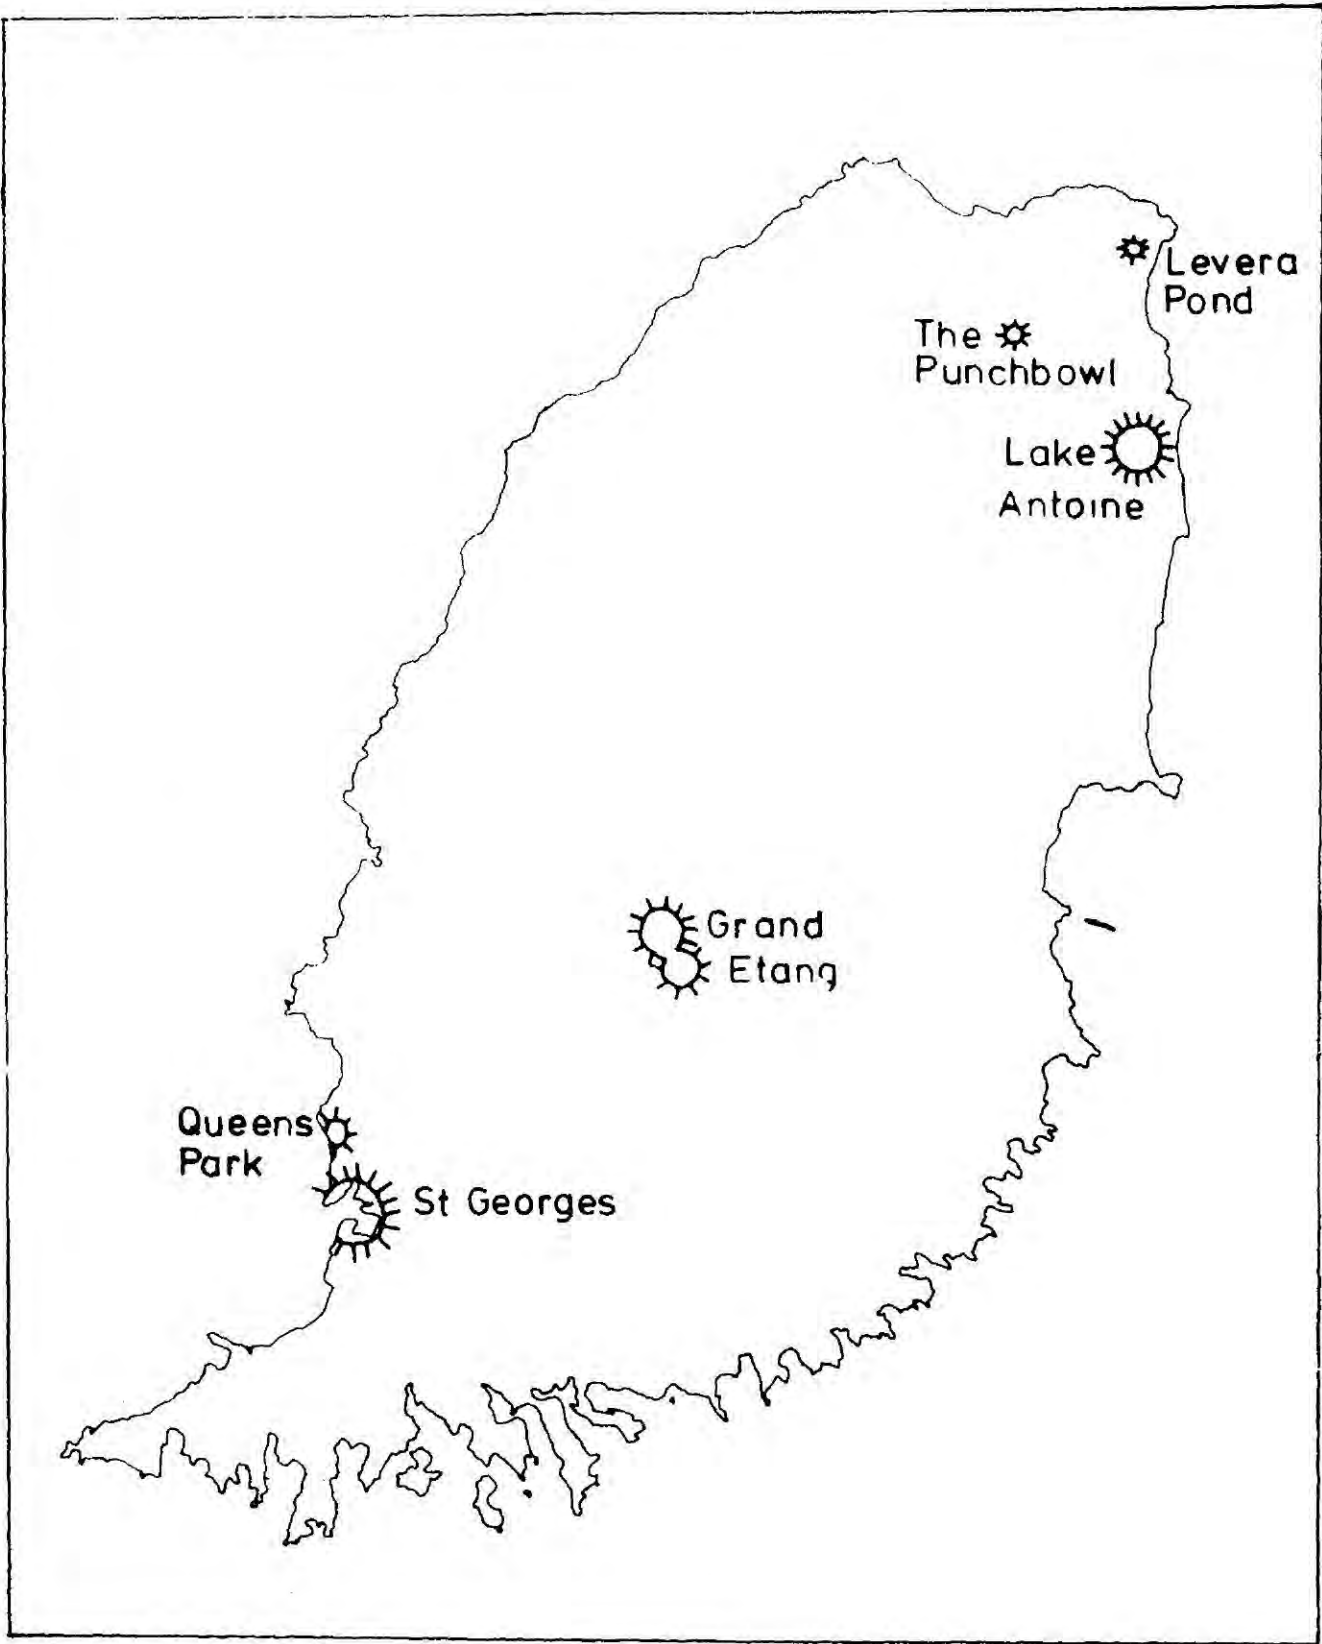 Levera
Pond
The
Punchbowl
Lake
Antoine
Grand
Etang
Queens
Park
St Georges